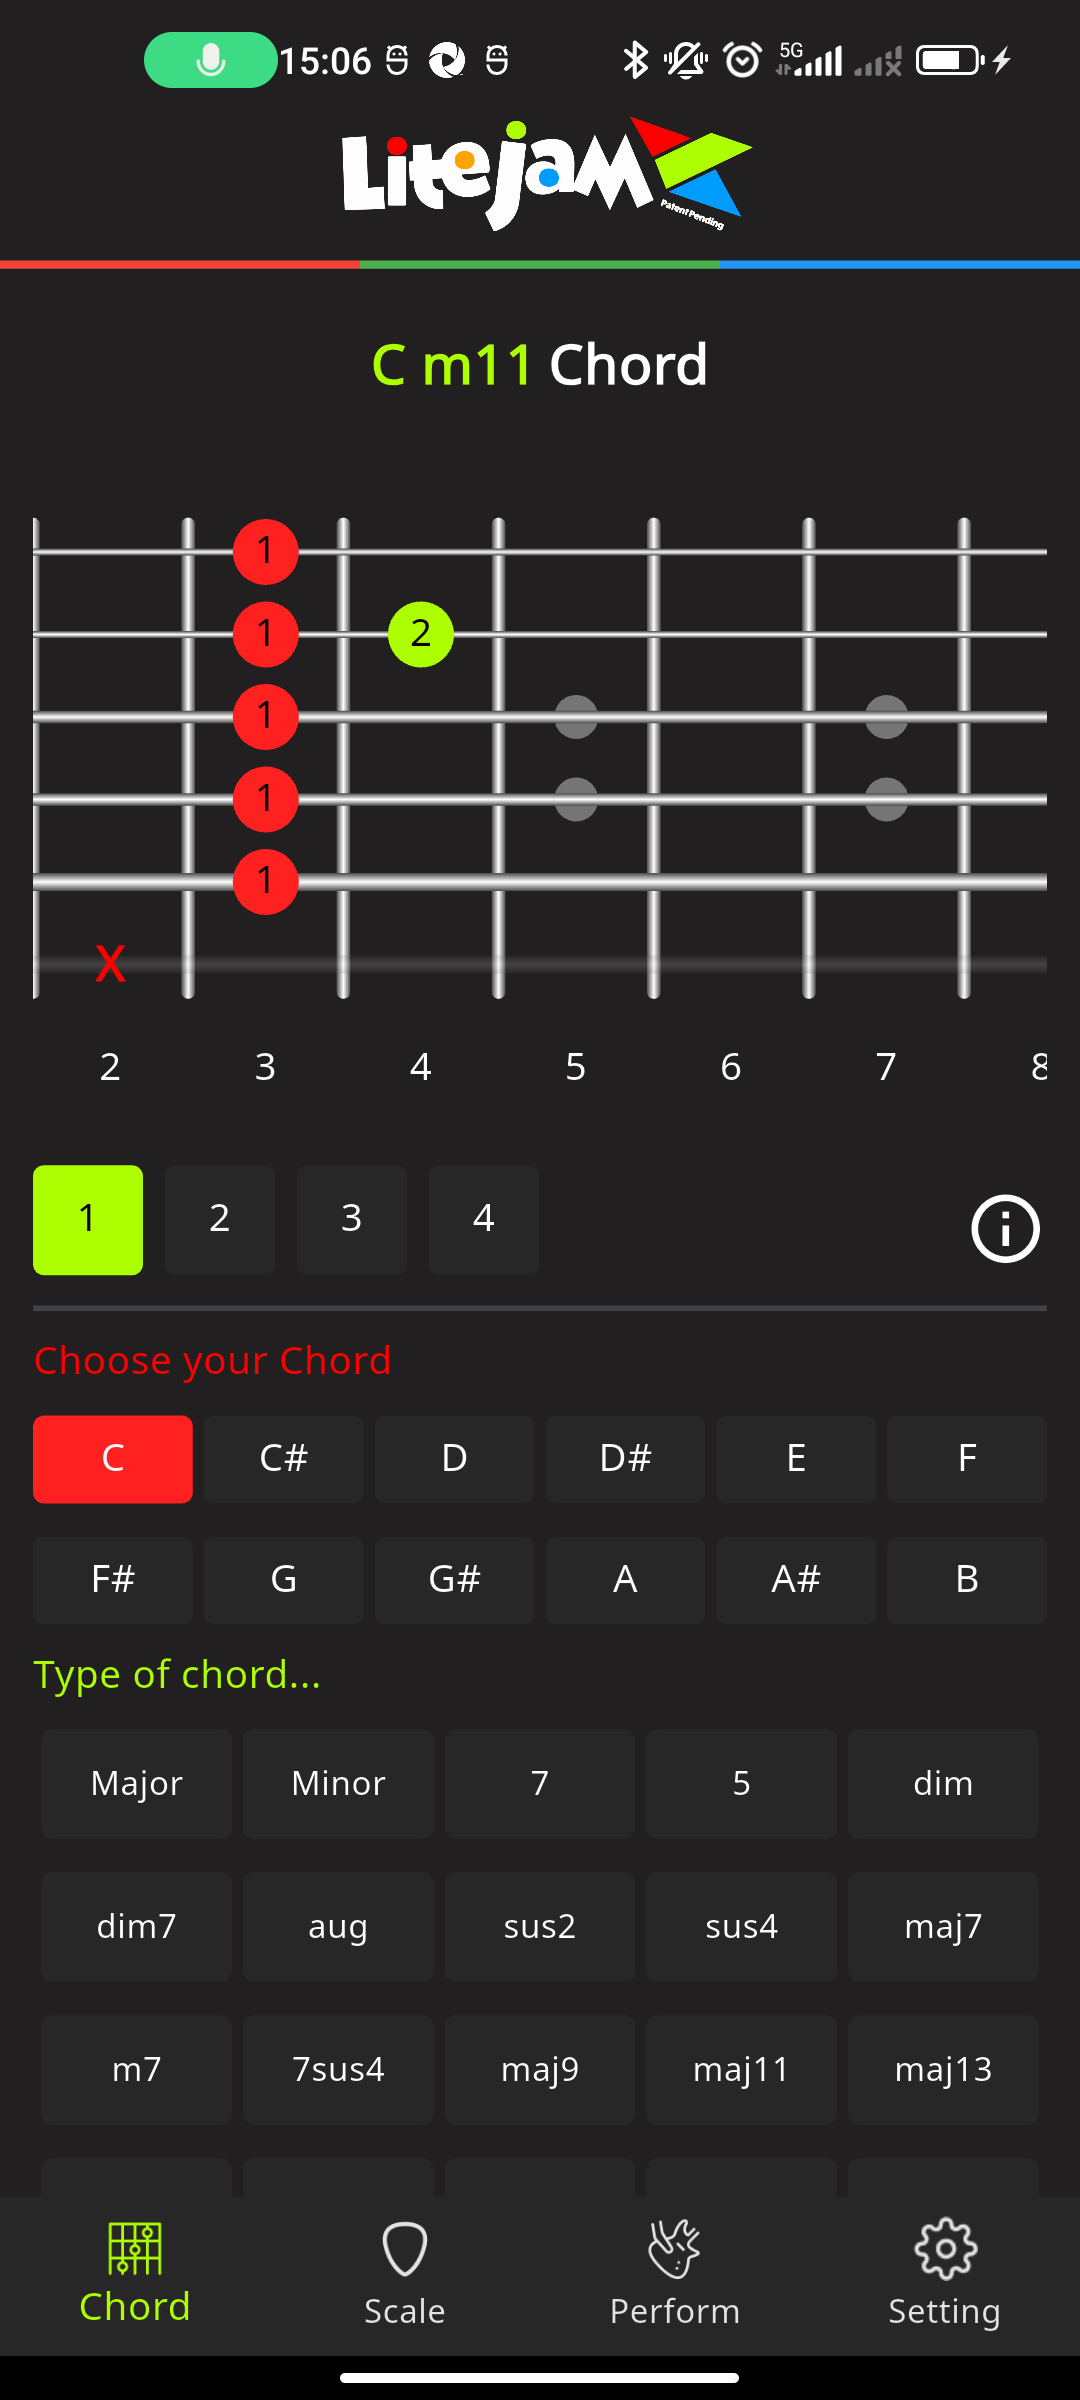 15:06
5G
Litejam
Patent Pending
C m11 Chord
1
1 2
1
1
1
X
2 3 4 5 6 7 8
1 2 3 4
Choose your Chord
C C# D D# E F
F# G G# A A# B
Type of chord...
Major Minor 7 5 dim
dim7 aug sus2 sus4 maj7
m7 7sus4 maj9 maj11 maj13
Chord Scale Perform Setting